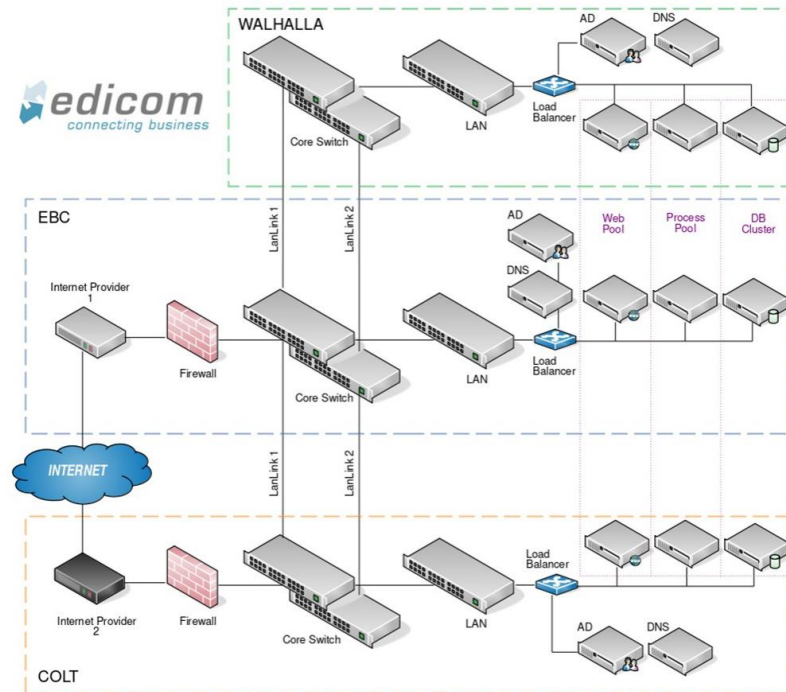 WALHALLA
AD
DNS
edicom
connecting business
Core Switch
LAN
Load
Balancer
EBC
LanLink 1
LanLink 2
AD
DNS
Web
Pool
Process
Pool
DB
Cluster
Internet Provider
1
Firewall
Core Switch
LAN
Load
Balancer
INTERNET
LanLink 1
LanLink 2
Internet Provider
2
Firewall
Core Switch
LAN
Load
Balancer
AD
DNS
COLT